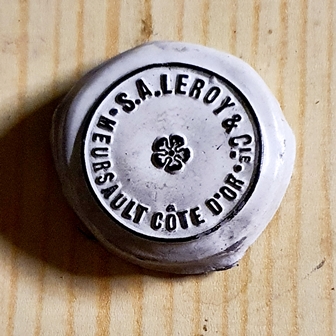 S.A.LEROY & Cᴵᴱ
• MEURSAULT CÔTE D'OR •